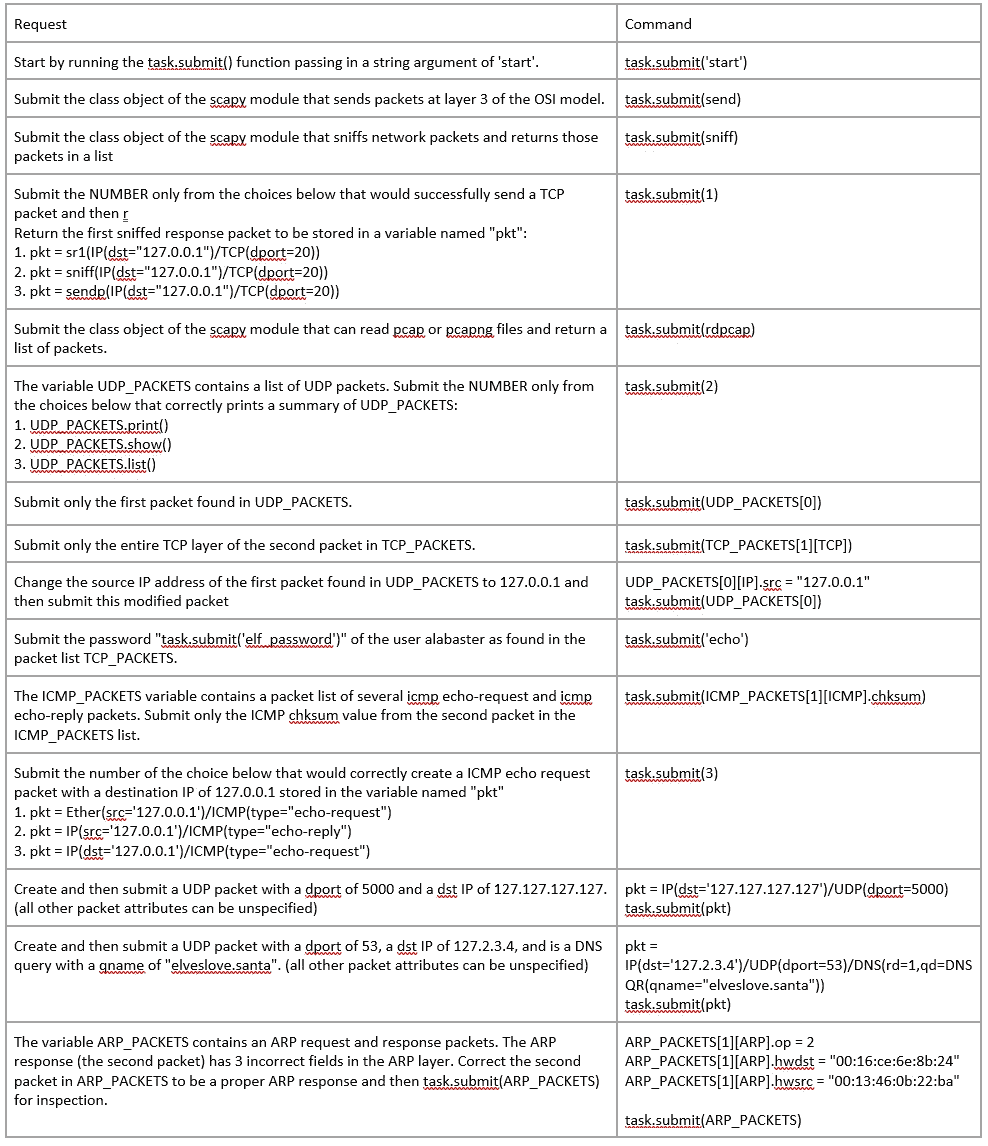 Request
Command
Start by running the task.submit() function passing in a string argument of 'start'.
task.submit('start')
Submit the class object of the scapy module that sends packets at layer 3 of the OSI model.
task.submit(send)
Submit the class object of the scapy module that sniffs network packets and returns those
packets in a list
task.submit(sniff)
Submit the NUMBER only from the choices below that would successfully send a TCP
packet and then r
Return the first sniffed response packet to be stored in a variable named "pkt":
1. pkt = sr1(IP(dst="127.0.0.1")/TCP(dport=20))
2. pkt = sniff(IP(dst="127.0.0.1")/TCP(dport=20))
3. pkt = sendp(IP(dst="127.0.0.1")/TCP(dport=20))
task.submit(1)
Submit the class object of the scapy module that can read pcap or pcapng files and return a
list of packets.
task.submit(rdpcap)
The variable UDP_PACKETS contains a list of UDP packets. Submit the NUMBER only from
the choices below that correctly prints a summary of UDP_PACKETS:
1. UDP_PACKETS.print()
2. UDP_PACKETS.show()
3. UDP_PACKETS.list()
task.submit(2)
Submit only the first packet found in UDP_PACKETS.
task.submit(UDP_PACKETS[0])
Submit only the entire TCP layer of the second packet in TCP_PACKETS.
task.submit(TCP_PACKETS[1][TCP])
Change the source IP address of the first packet found in UDP_PACKETS to 127.0.0.1 and
then submit this modified packet
UDP_PACKETS[0][IP].src = "127.0.0.1"
task.submit(UDP_PACKETS[0])
Submit the password "task.submit('elf_password')" of the user alabaster as found in the
packet list TCP_PACKETS.
task.submit('echo')
The ICMP_PACKETS variable contains a packet list of several icmp echo-request and icmp
echo-reply packets. Submit only the ICMP chksum value from the second packet in the
ICMP_PACKETS list.
task.submit(ICMP_PACKETS[1][ICMP].chksum)
Submit the number of the choice below that would correctly create a ICMP echo request
packet with a destination IP of 127.0.0.1 stored in the variable named "pkt"
1. pkt = Ether(src='127.0.0.1')/ICMP(type="echo-request")
2. pkt = IP(src='127.0.0.1')/ICMP(type="echo-reply")
3. pkt = IP(dst='127.0.0.1')/ICMP(type="echo-request")
task.submit(3)
Create and then submit a UDP packet with a dport of 5000 and a dst IP of 127.127.127.127.
(all other packet attributes can be unspecified)
pkt = IP(dst='127.127.127.127')/UDP(dport=5000)
task.submit(pkt)
Create and then submit a UDP packet with a dport of 53, a dst IP of 127.2.3.4, and is a DNS
query with a qname of "elveslove.santa". (all other packet attributes can be unspecified)
pkt =
IP(dst='127.2.3.4')/UDP(dport=53)/DNS(rd=1,qd=DNS
QR(qname="elveslove.santa"))
task.submit(pkt)
The variable ARP_PACKETS contains an ARP request and response packets. The ARP
response (the second packet) has 3 incorrect fields in the ARP layer. Correct the second
packet in ARP_PACKETS to be a proper ARP response and then task.submit(ARP_PACKETS)
for inspection.
ARP_PACKETS[1][ARP].op = 2
ARP_PACKETS[1][ARP].hwdst = "00:16:ce:6e:8b:24"
ARP_PACKETS[1][ARP].hwsrc = "00:13:46:0b:22:ba"
task.submit(ARP_PACKETS)